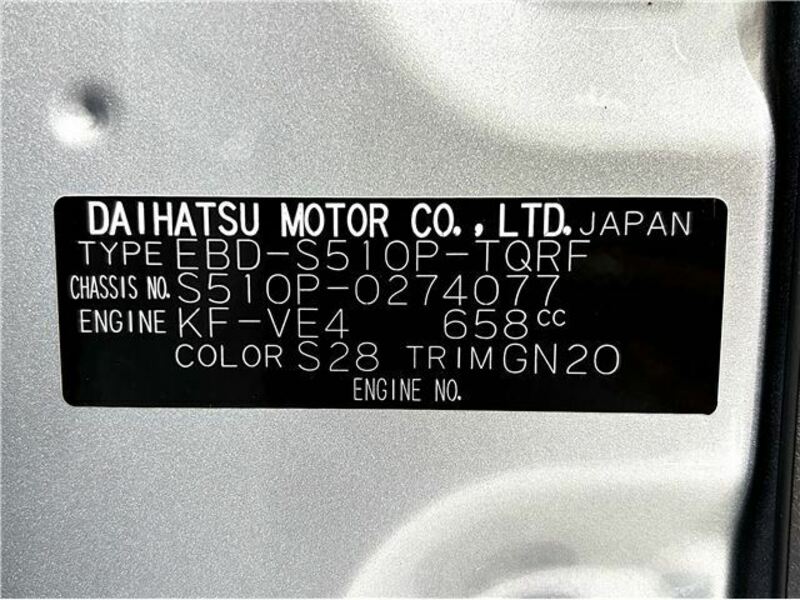 DAIHATSU MOTOR CO., LTD. JAPAN
TYPE EBD-S510P-TQRF
CHASSIS NO. S510P-0274077
ENGINE KF-VE4 658cc
COLOR S28 TRIM GN20
ENGINE NO.